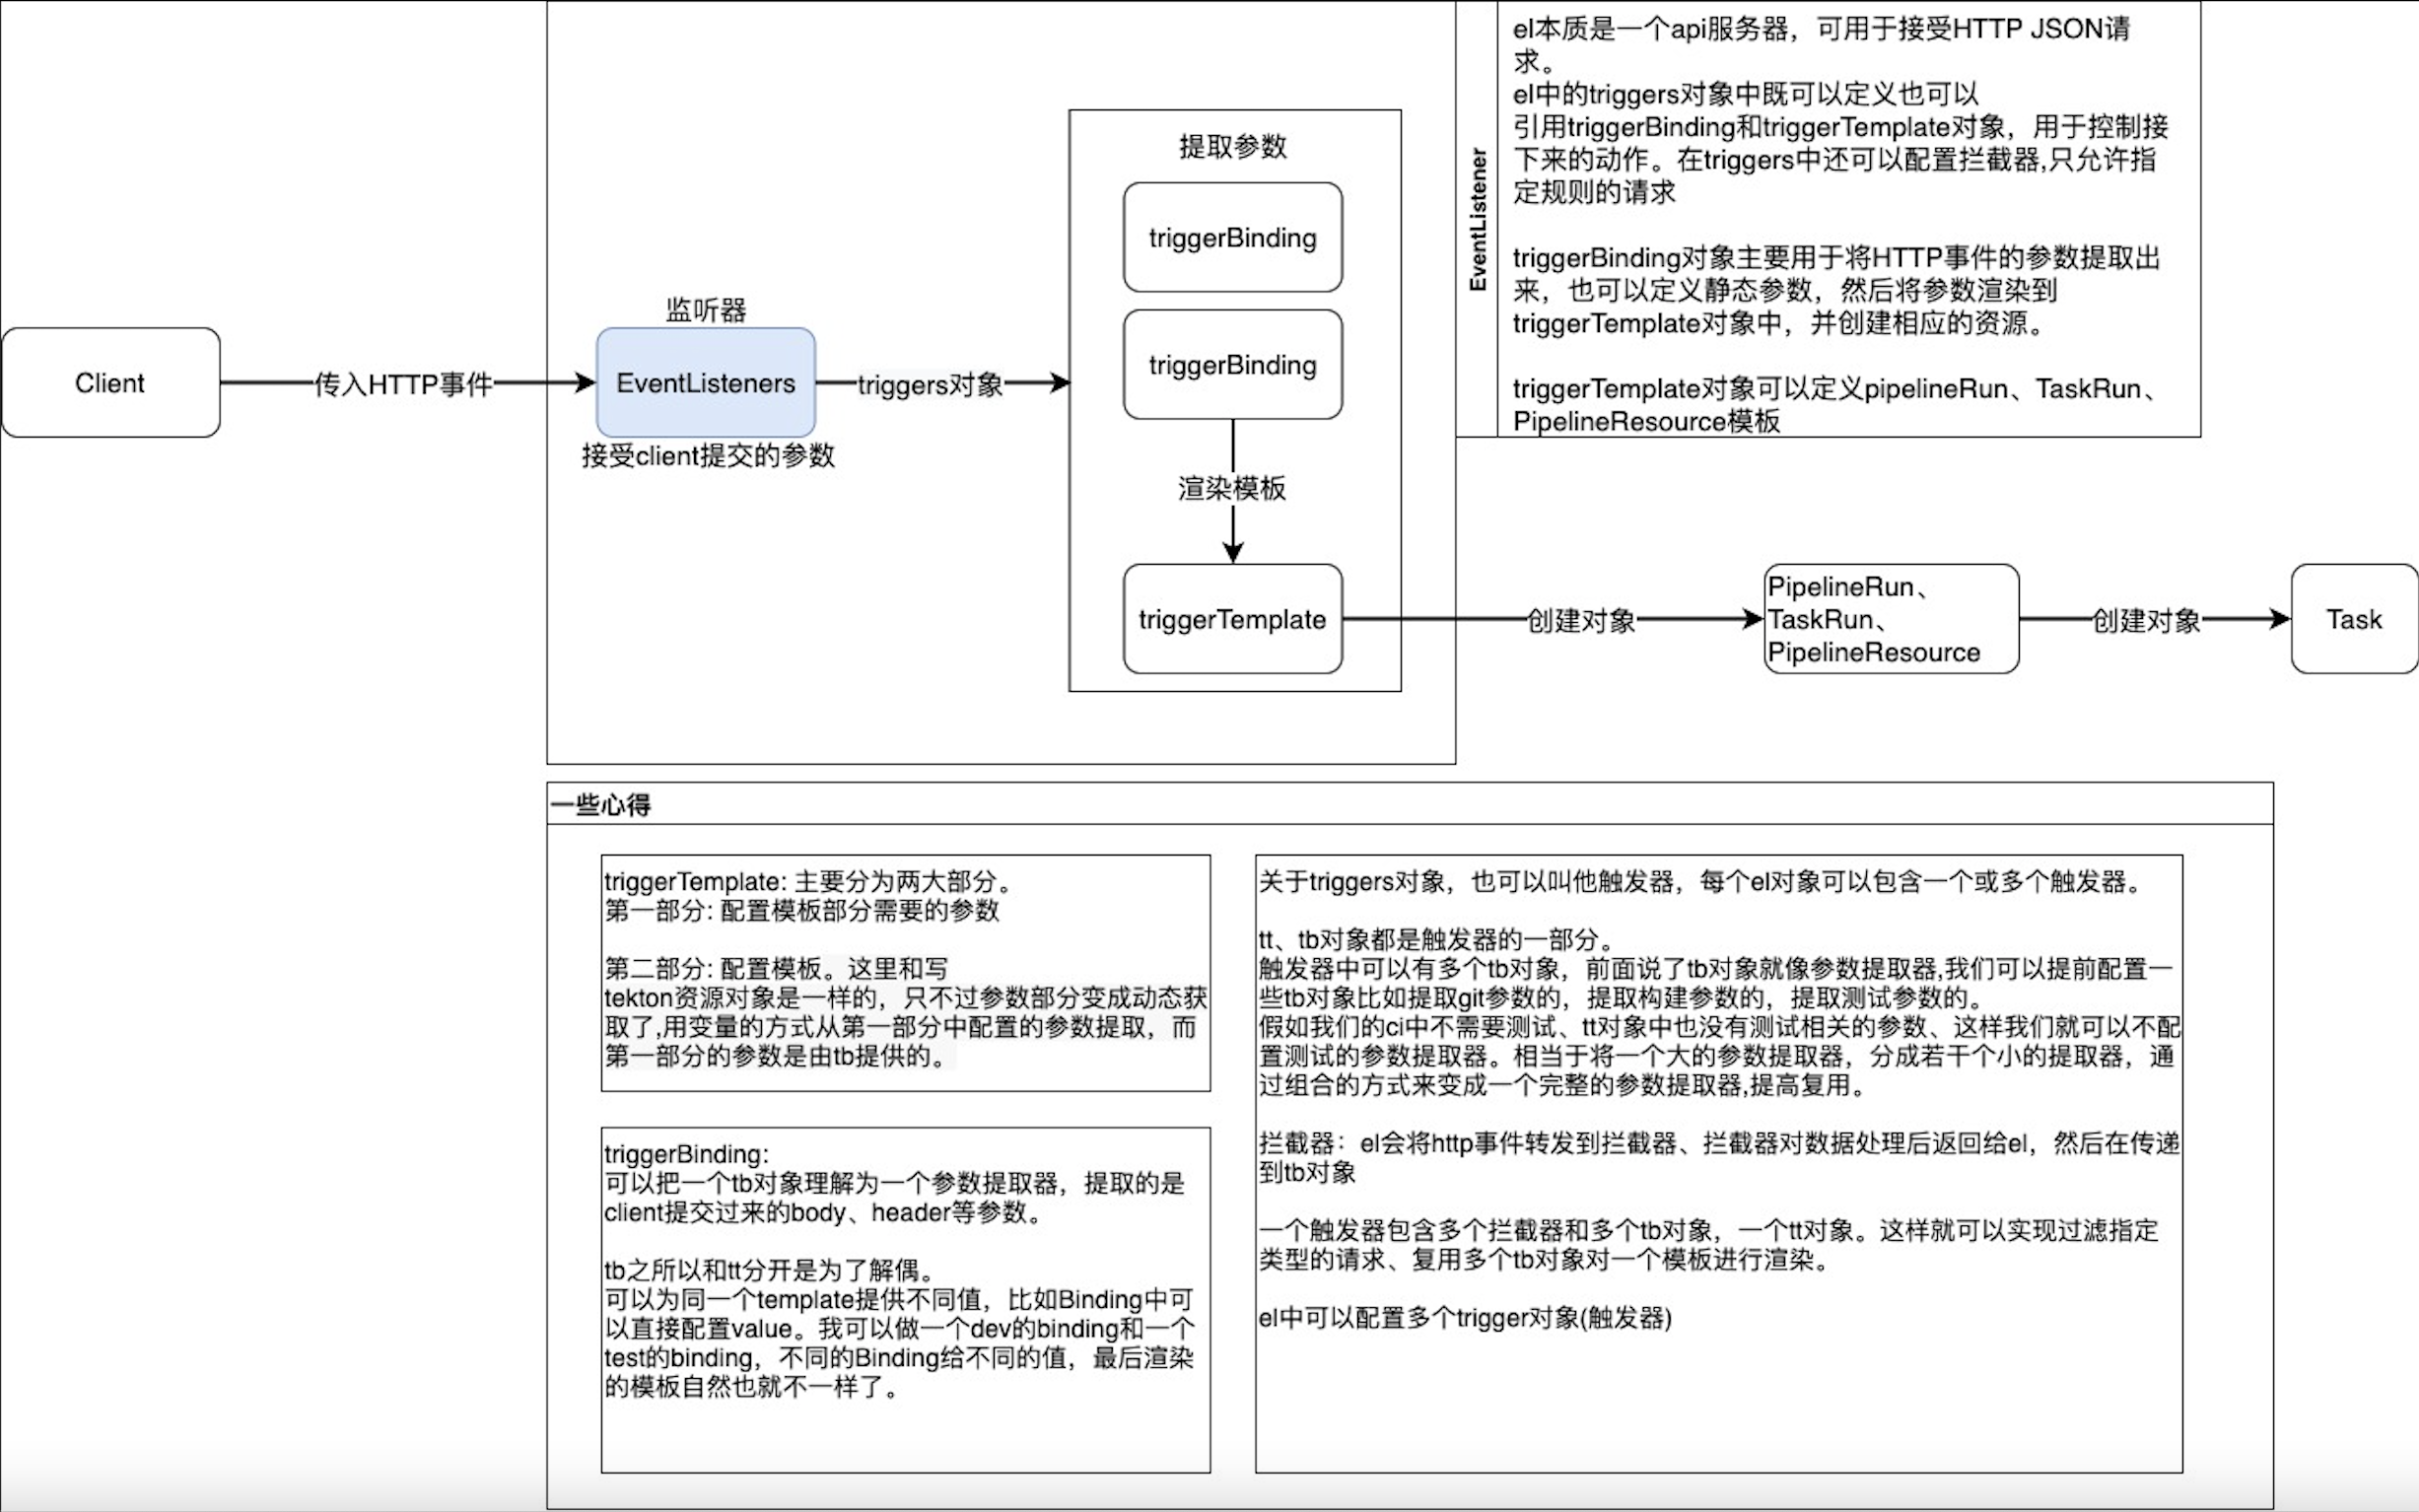 Client
传入HTTP事件
监听器
EventListeners
接受client提交的参数
triggers对象
提取参数
triggerBinding
triggerBinding
渲染模板
triggerTemplate
EventListener
el本质是一个api服务器，可用于接受HTTP JSON请
求。
el中的triggers对象中既可以定义也可以
引用triggerBinding和triggerTemplate对象，用于控制接
下来的动作。在triggers中还可以配置拦截器,只允许指
定规则的请求
triggerBinding对象主要用于将HTTP事件的参数提取出
来，也可以定义静态参数，然后将参数渲染到
triggerTemplate对象中，并创建相应的资源。
triggerTemplate对象可以定义pipelineRun、TaskRun、
PipelineResource模板
创建对象
PipelineRun、
TaskRun、
PipelineResource
创建对象
Task
一些心得
triggerTemplate: 主要分为两大部分。
第一部分: 配置模板部分需要的参数
第二部分: 配置模板。这里和写
tekton资源对象是一样的，只不过参数部分变成动态获
取了,用变量的方式从第一部分中配置的参数提取，而
第一部分的参数是由tb提供的。
triggerBinding:
可以把一个tb对象理解为一个参数提取器，提取的是
client提交过来的body、header等参数。
tb之所以和tt分开是为了解偶。
可以为同一个template提供不同值，比如Binding中可
以直接配置value。我可以做一个dev的binding和一个
test的binding，不同的Binding给不同的值，最后渲染
的模板自然也就不一样了。
关于triggers对象，也可以叫他触发器，每个el对象可以包含一个或多个触发器。
tt、tb对象都是触发器的一部分。
触发器中可以有多个tb对象，前面说了tb对象就像参数提取器,我们可以提前配置一
些tb对象比如提取git参数的，提取构建参数的，提取测试参数的。
假如我们的ci中不需要测试、tt对象中也没有测试相关的参数、这样我们就可以不配
置测试的参数提取器。相当于将一个大的参数提取器，分成若干个小的提取器，通
过组合的方式来变成一个完整的参数提取器,提高复用。
拦截器：el会将http事件转发到拦截器、拦截器对数据处理后返回给el，然后在传递
到tb对象
一个触发器包含多个拦截器和多个tb对象，一个tt对象。这样就可以实现过滤指定
类型的请求、复用多个tb对象对一个模板进行渲染。
el中可以配置多个trigger对象(触发器)